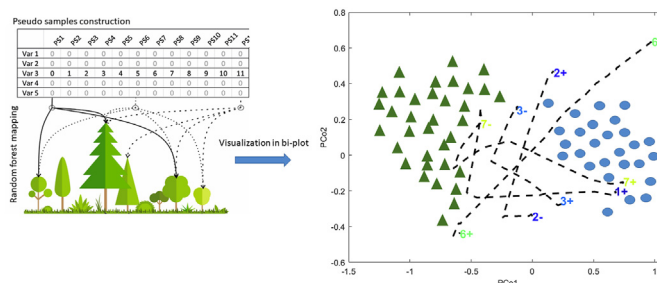 Pseudo samples construction
PS1 PS2 PS3 PS4 PS5 PS6 PS7 PS8 PS9 PS10 PS11
Var 1 0 0 0 0 0 0 0 0 0 0 0 0
Var 2 0 0 0 0 0 0 0 0 0 0 0 0
Var 3 0 1 2 3 4 5 6 7 8 9 10 11
Var 4 0 0 0 0 0 0 0 0 0 0 0 0
Var 5 0 0 0 0 0 0 0 0 0 0 0 0
Random forest mapping
Visualization in bi-plot
PCo2
0.8
0.6
0.4
0.2
0
-0.2
-0.4
-0.6
-1.5 -1 -0.5 0 0.5 1
PCo1
6
2+
3-
7-
7+
1+
3+
2-
6+